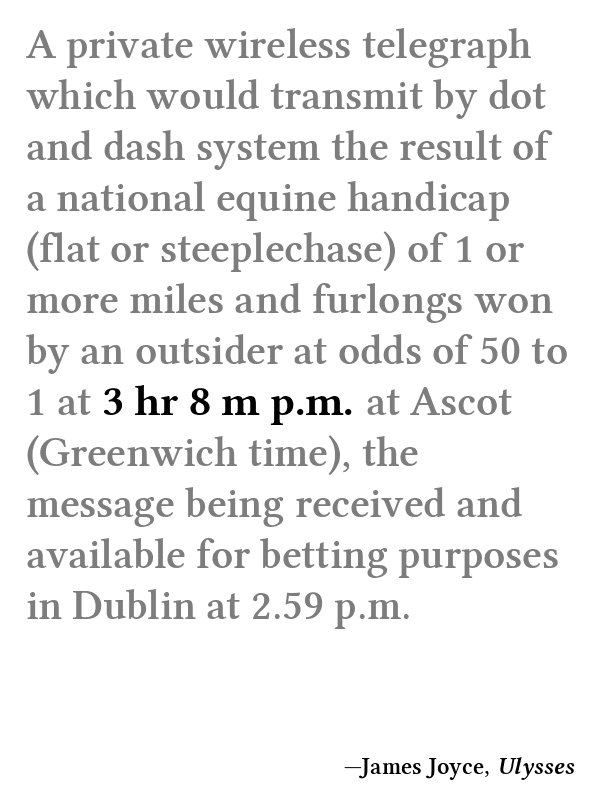 A private wireless telegraph
which would transmit by dot
and dash system the result of
a national equine handicap
(flat or steeplechase) of 1 or
more miles and furlongs won
by an outsider at odds of 50 to
1 at 3 hr 8 m p.m. at Ascot
(Greenwich time), the
message being received and
available for betting purposes
in Dublin at 2.59 p.m.
—James Joyce, Ulysses